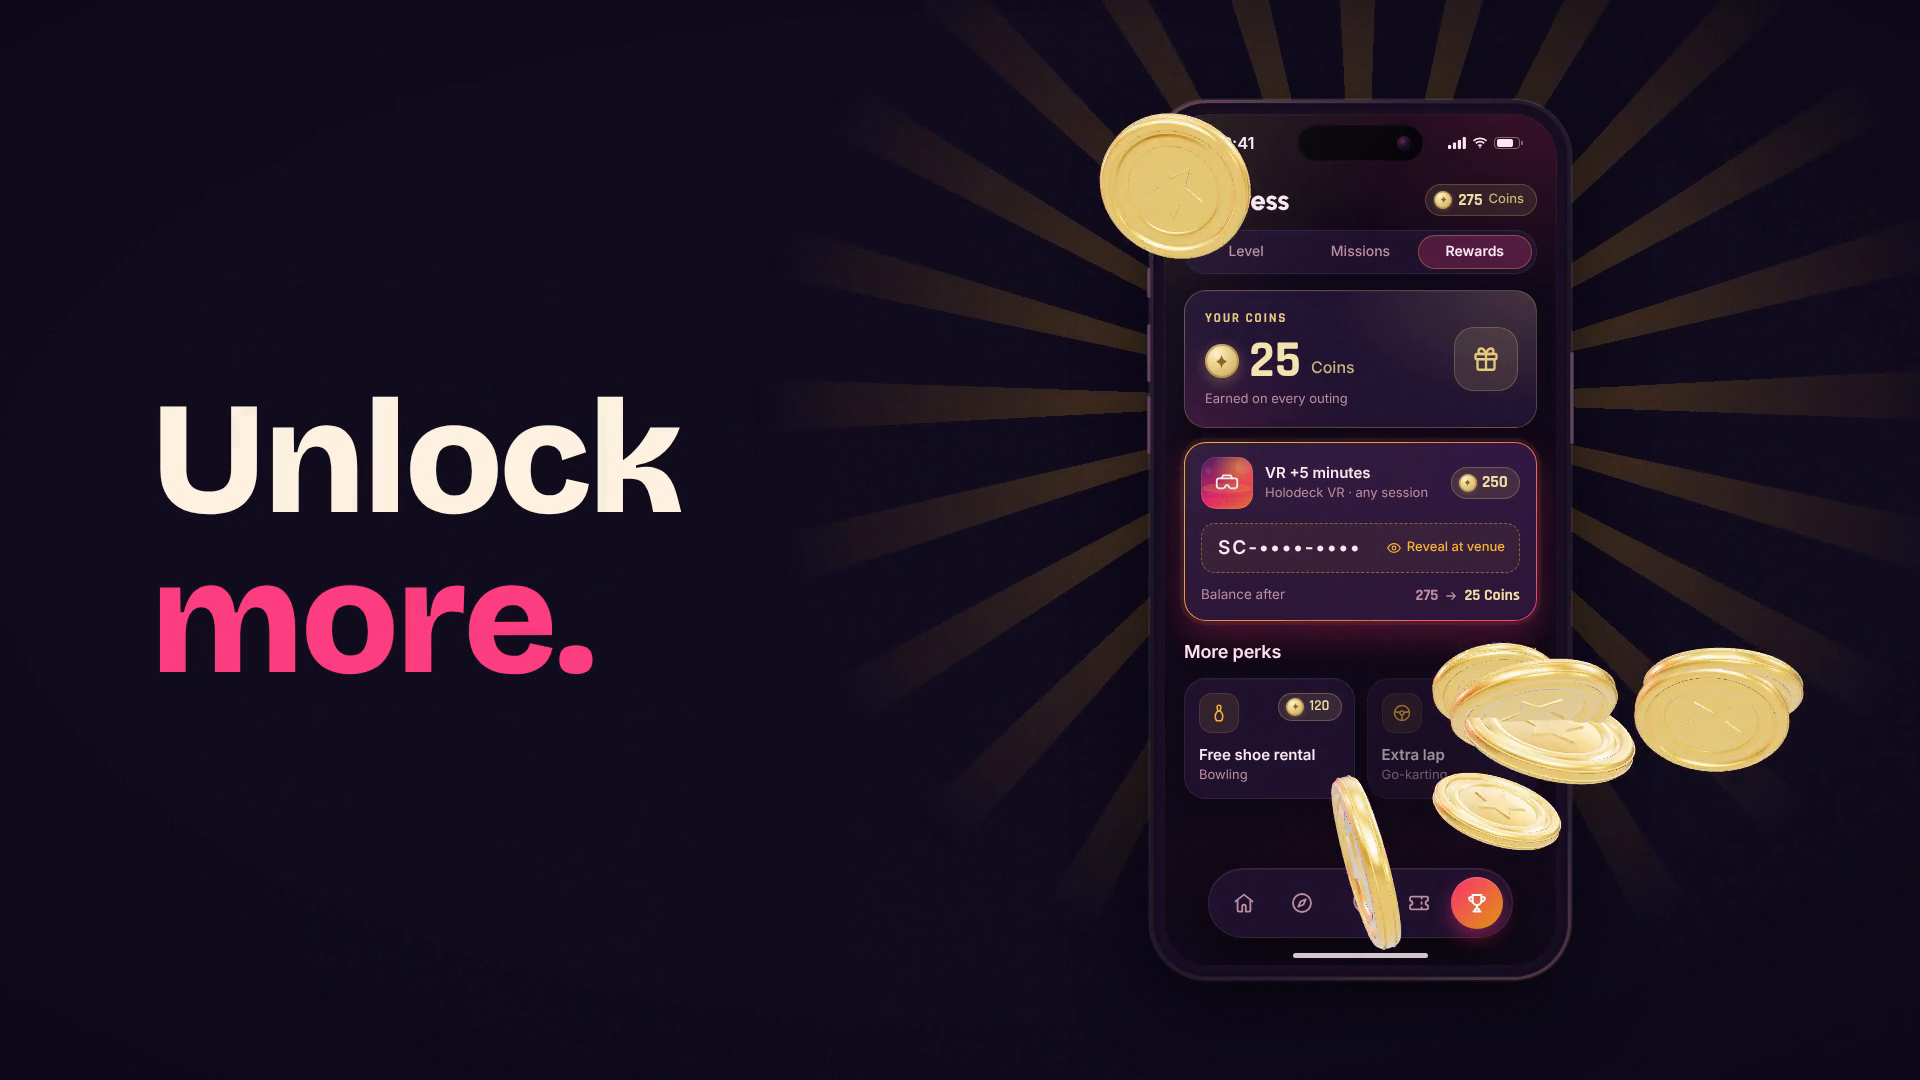 Unlock
more.
:41
ess
275 Coins
Level Missions Rewards
YOUR COINS
25 Coins
Earned on every outing
VR +5 minutes
Holodeck VR · any session
250
SC-••••-••••
Reveal at venue
Balance after
275 → 25 Coins
More perks
120
Free shoe rental
Bowling
Extra lap
Go-karting